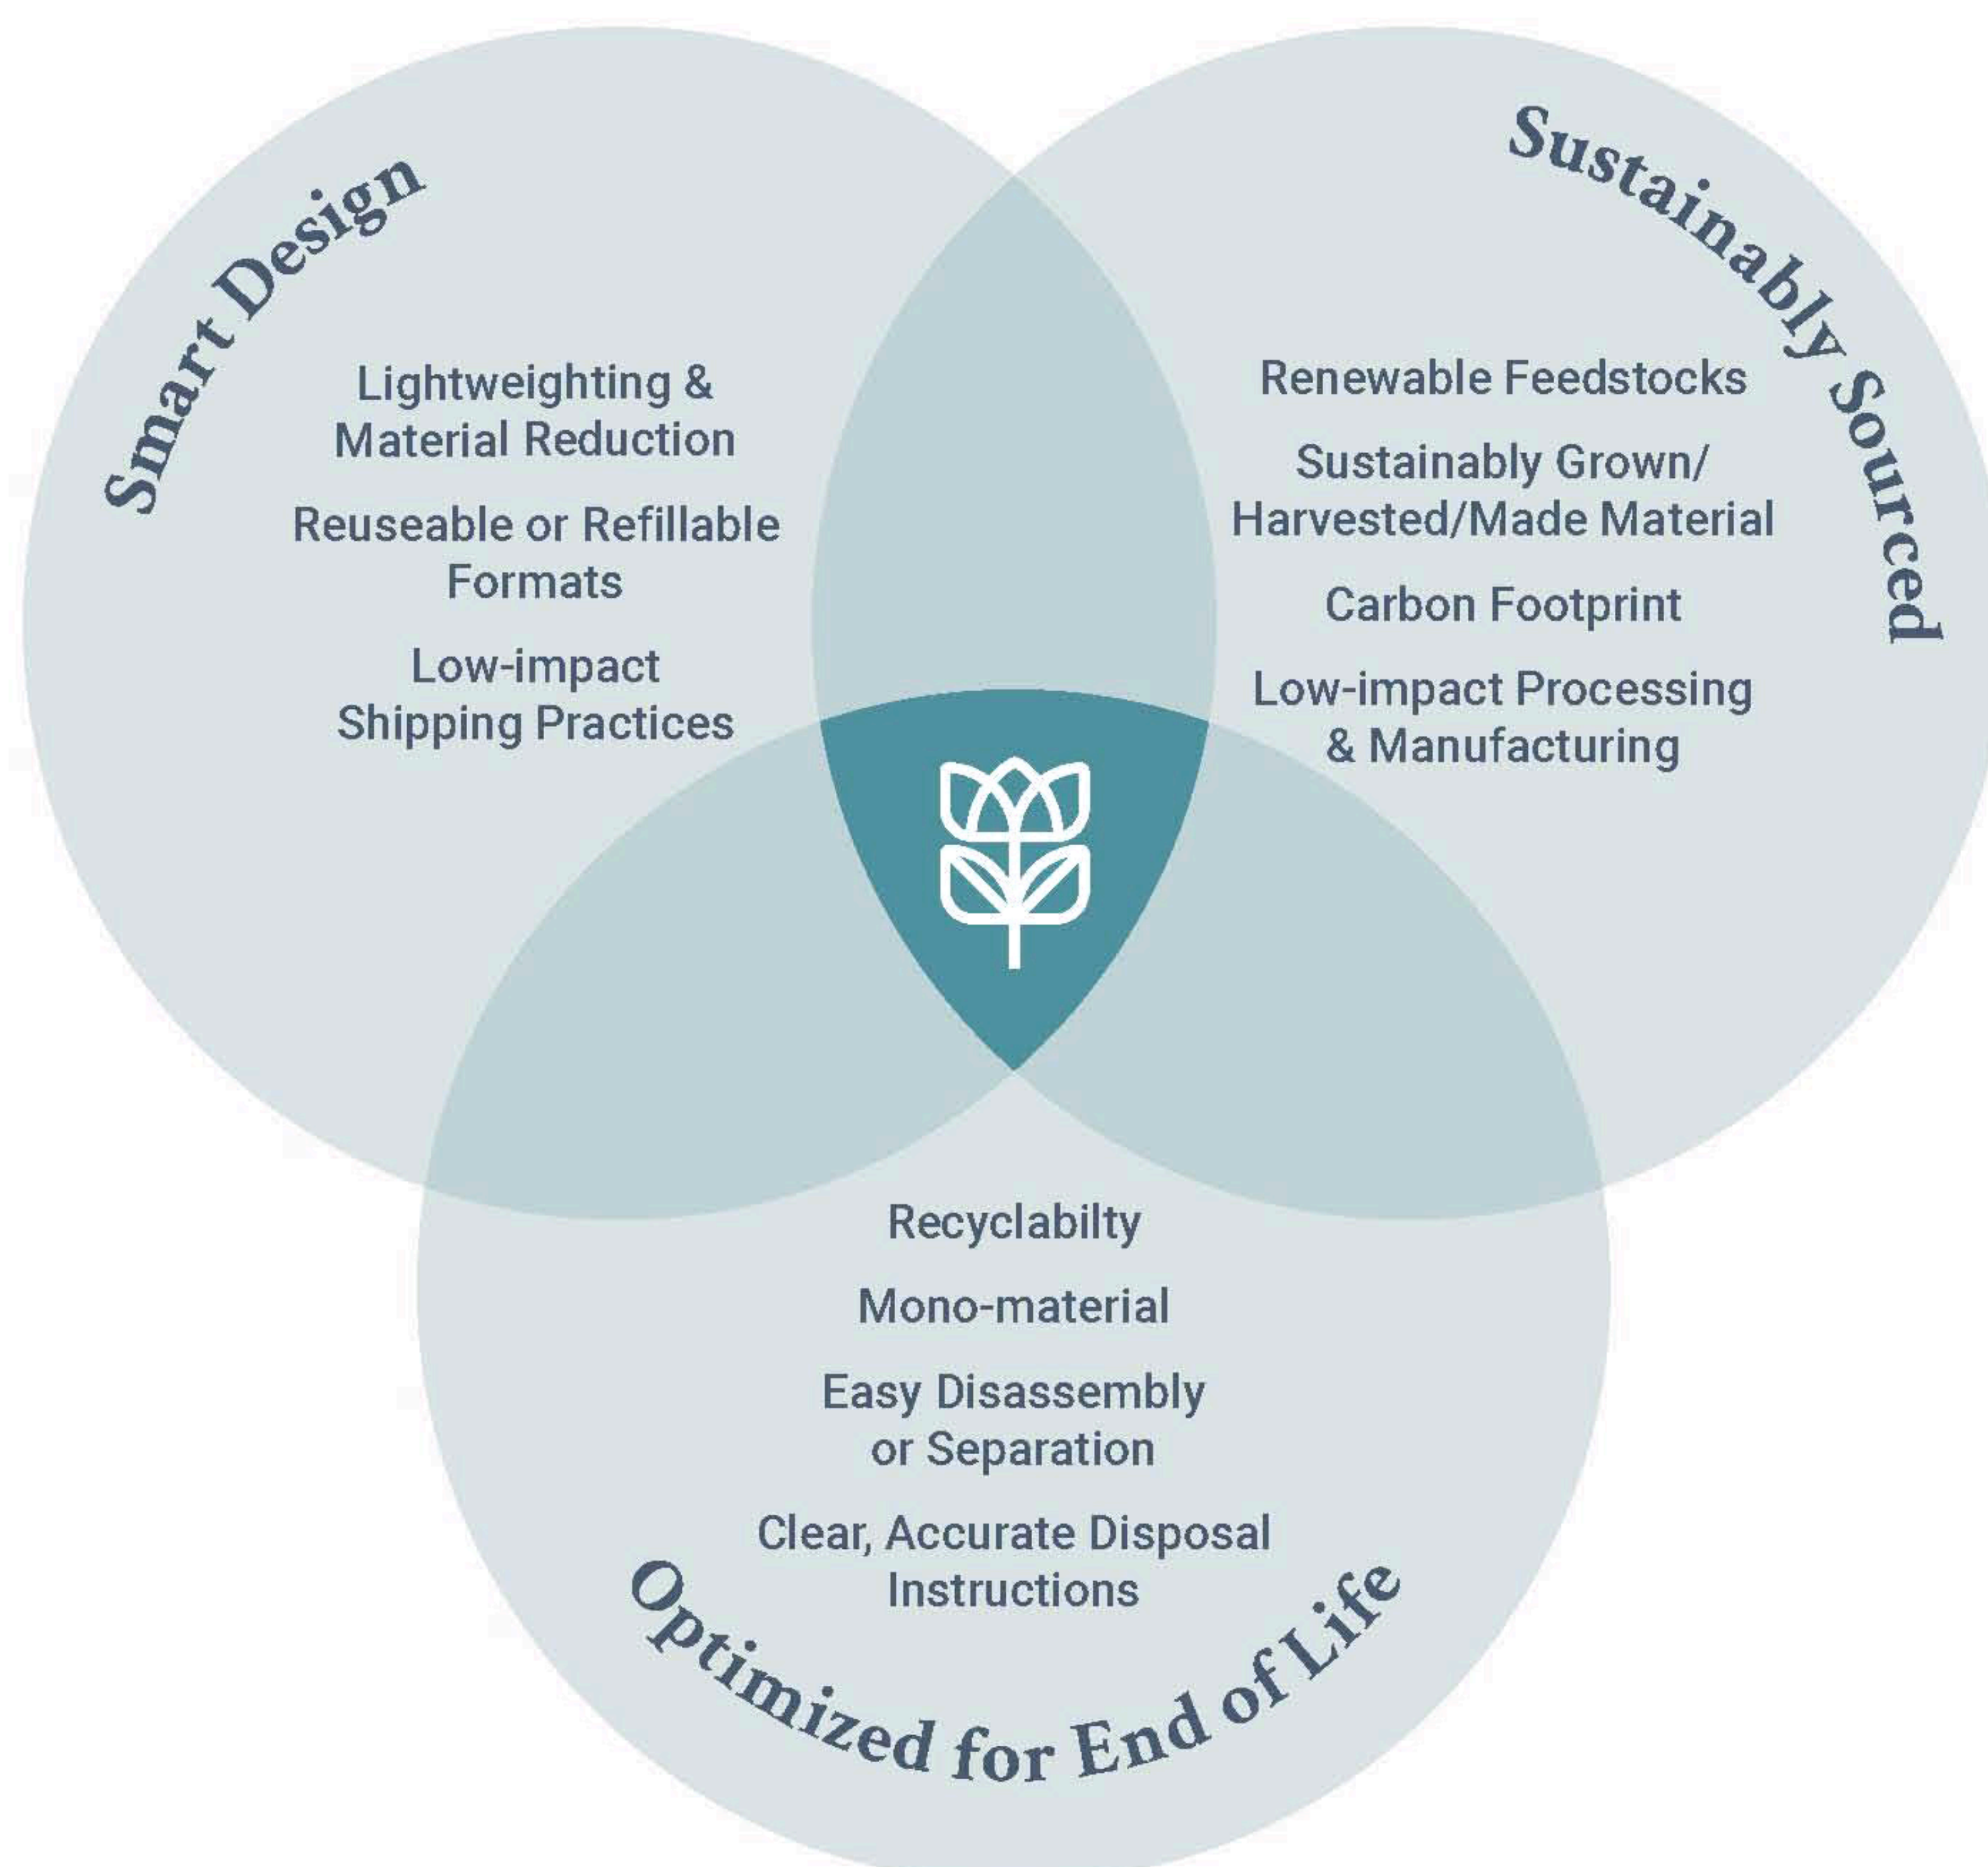 Smart Design
Lightweighting &
Material Reduction
Reuseable or Refillable
Formats
Low-impact
Shipping Practices
Sustainably Sourced
Renewable Feedstocks
Sustainably Grown/
Harvested/Made Material
Carbon Footprint
Low-impact Processing
& Manufacturing
Recyclabilty
Mono-material
Easy Disassembly
or Separation
Clear, Accurate Disposal
Instructions
Optimized for End of Life